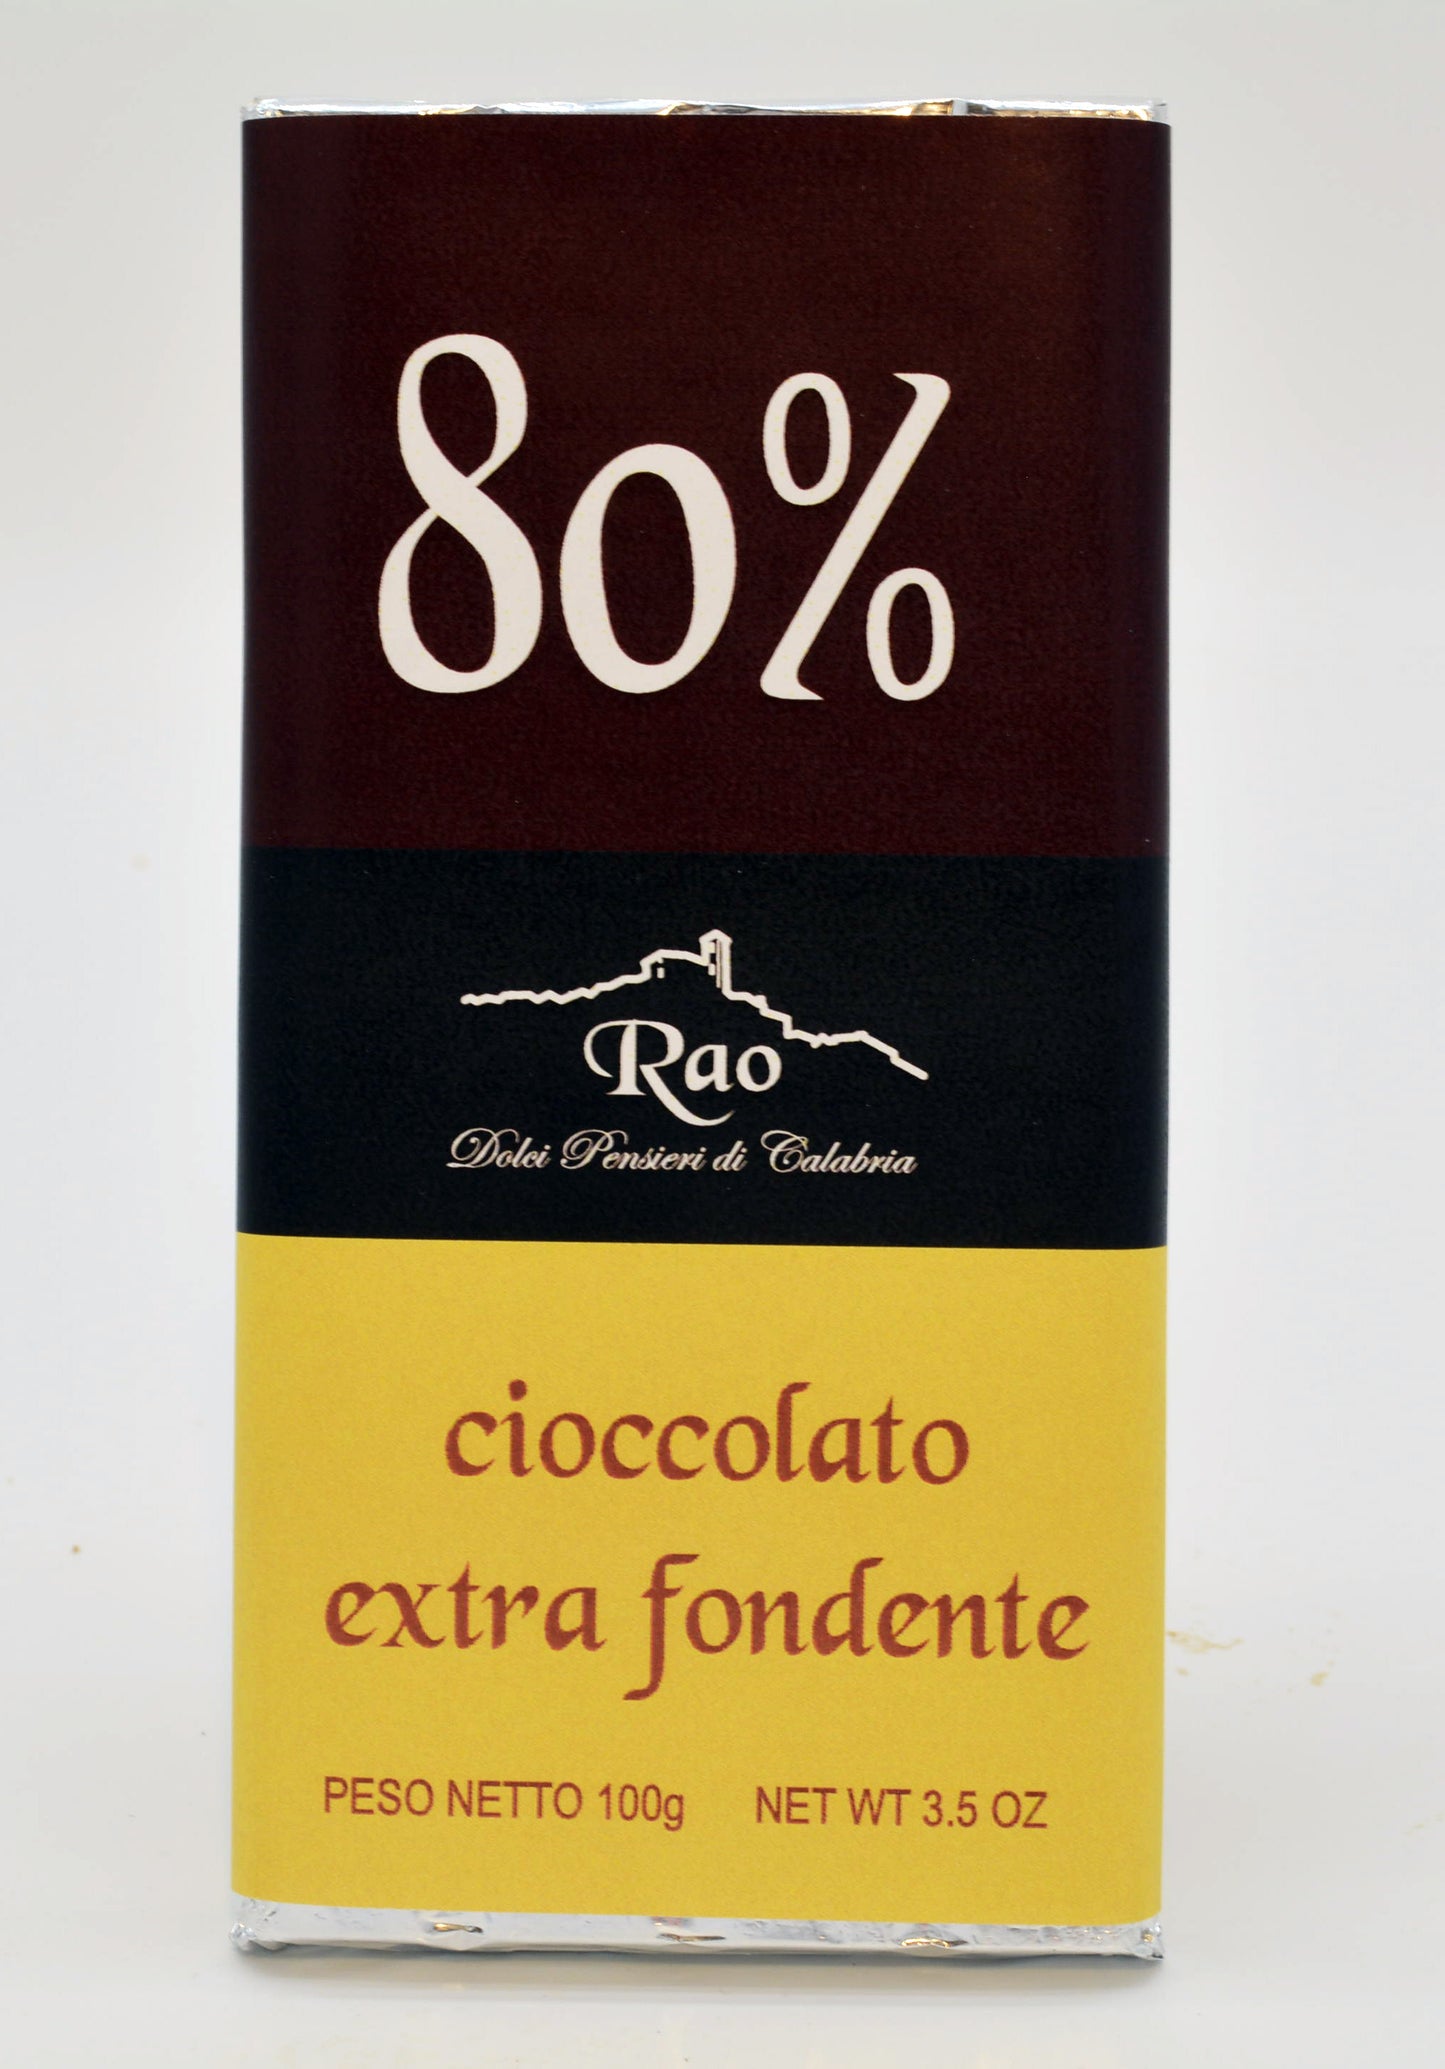 80%
Rao
Dolci Pensieri di Calabria
cioccolato
extra fondente
PESO NETTO 100g NET WT 3.5 OZ